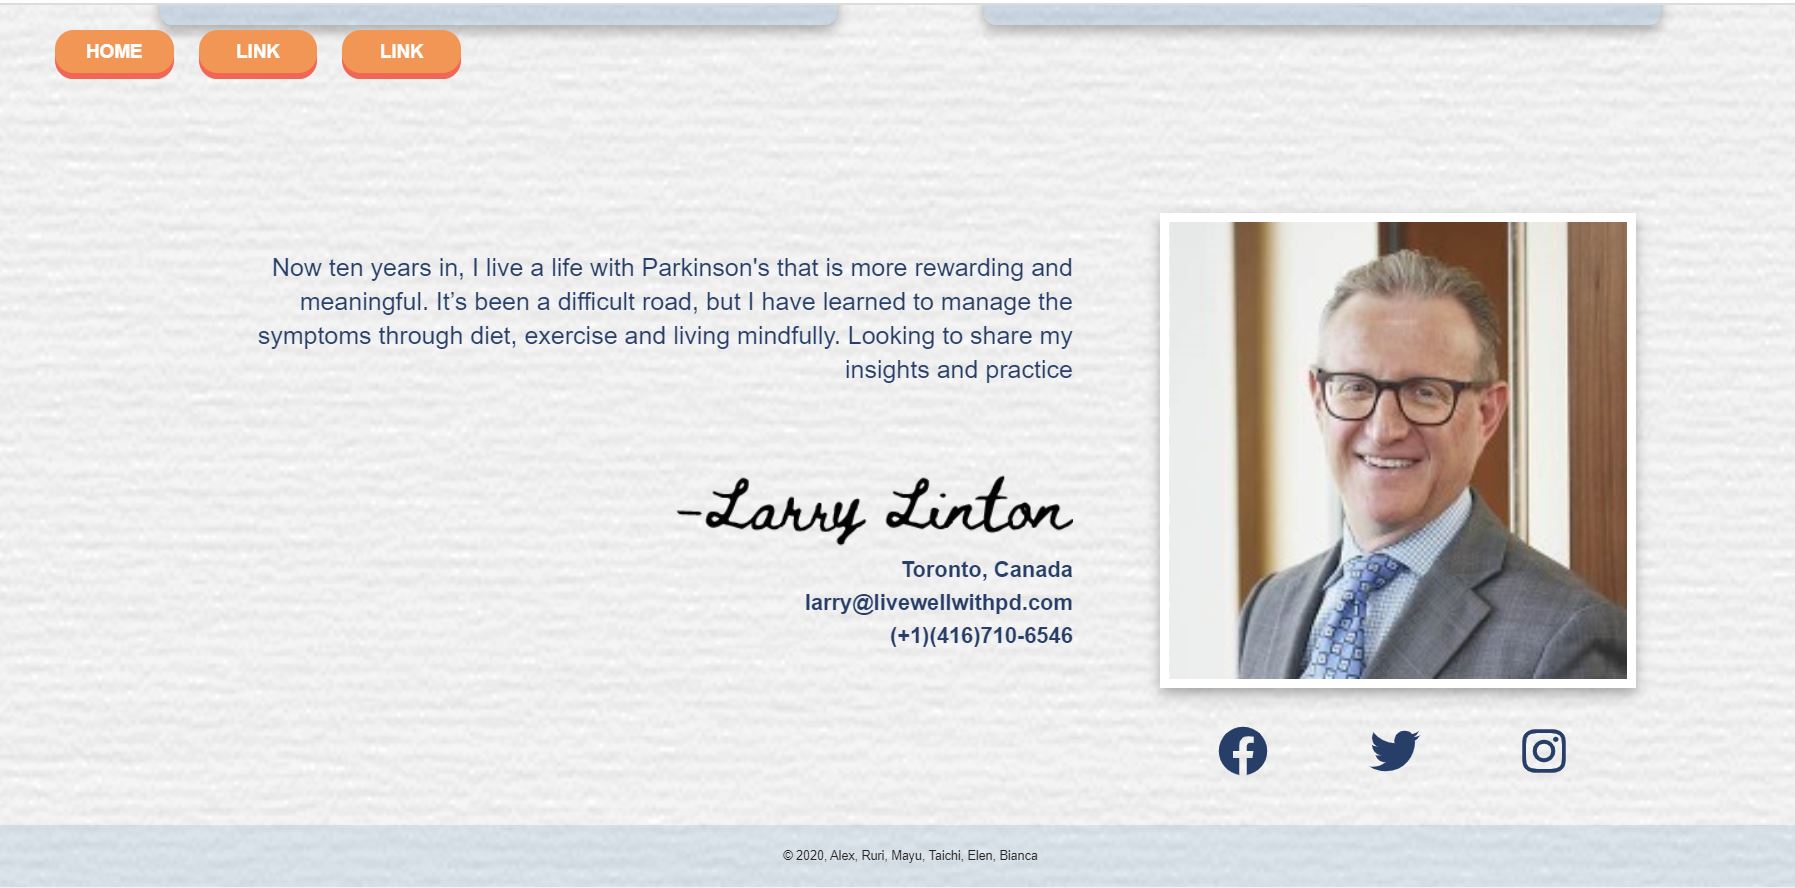 HOME LINK LINK
Now ten years in, I live a life with Parkinson's that is more rewarding and
meaningful. It’s been a difficult road, but I have learned to manage the
symptoms through diet, exercise and living mindfully. Looking to share my
insights and practice
-Larry Linton
Toronto, Canada
larry@livewellwithpd.com
(+1)(416)710-6546
© 2020, Alex, Ruri, Mayu, Taichi, Elen, Bianca